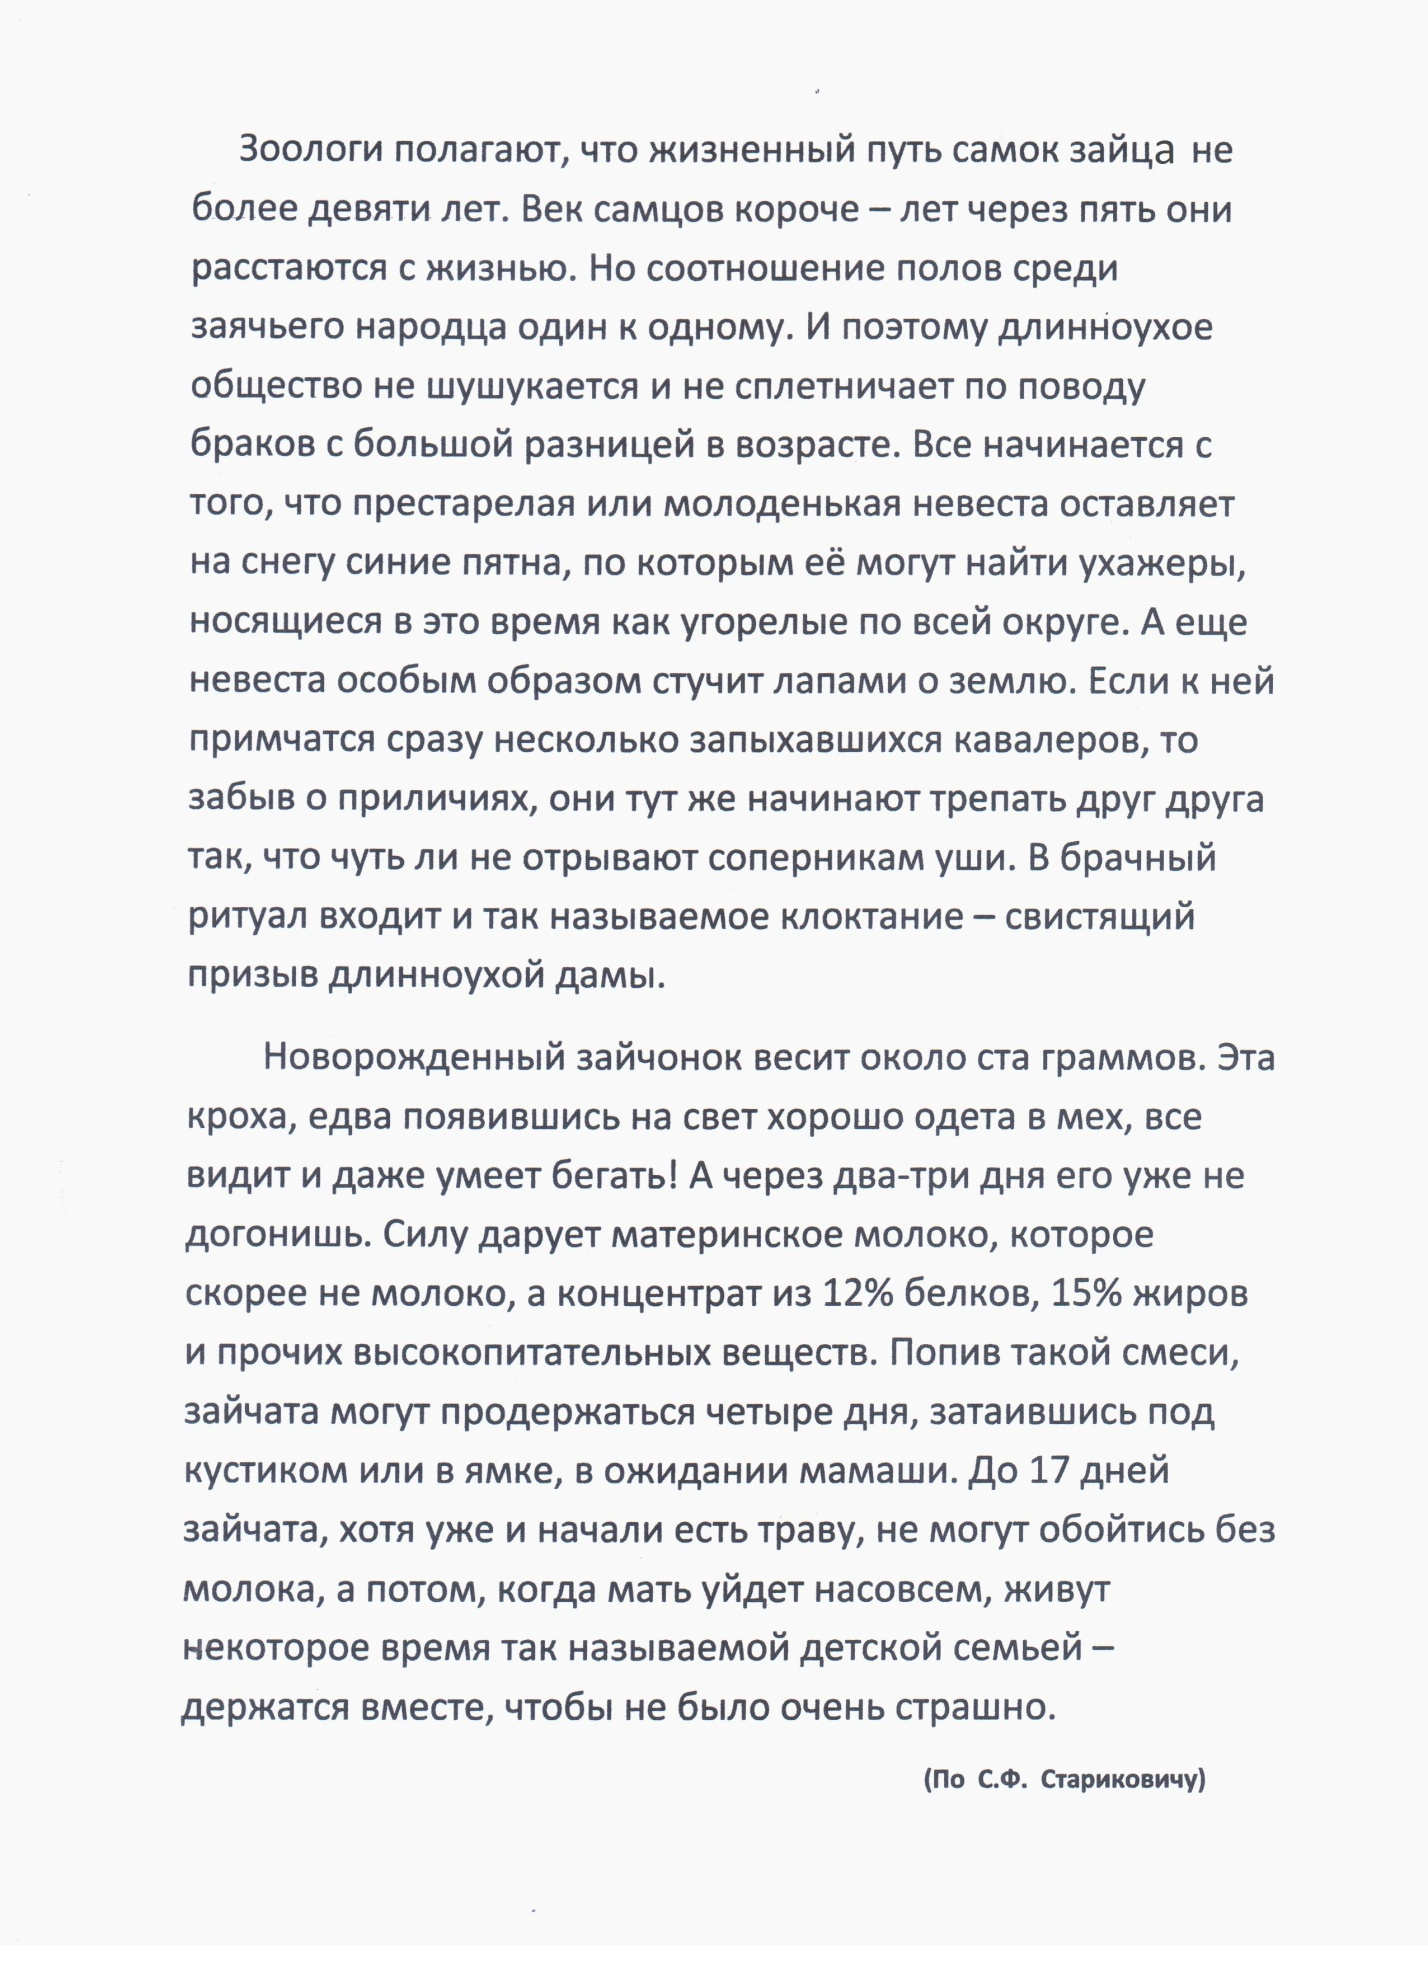 Зоологи полагают, что жизненный путь самок зайца не
более девяти лет. Век самцов короче – лет через пять они
расстаются с жизнью. Но соотношение полов среди
заячьего народца один к одному. И поэтому длинноухое
общество не шушукается и не сплетничает по поводу
браков с большой разницей в возрасте. Все начинается с
того, что престарелая или молоденькая невеста оставляет
на снегу синие пятна, по которым её могут найти ухажеры,
носящиеся в это время как угорелые по всей округе. А еще
невеста особым образом стучит лапами о землю. Если к ней
примчатся сразу несколько запыхавшихся кавалеров, то
забыв о приличиях, они тут же начинают трепать друг друга
так, что чуть ли не отрывают соперникам уши. В брачный
ритуал входит и так называемое клоктание – свистящий
призыв длинноухой дамы.
Новорожденный зайчонок весит около ста граммов. Эта
кроха, едва появившись на свет хорошо одета в мех, все
видит и даже умеет бегать! А через два-три дня его уже не
догонишь. Силу дарует материнское молоко, которое
скорее не молоко, а концентрат из 12% белков, 15% жиров
и прочих высокопитательных веществ. Попив такой смеси,
зайчата могут продержаться четыре дня, затаившись под
кустиком или в ямке, в ожидании мамаши. До 17 дней
зайчата, хотя уже и начали есть траву, не могут обойтись без
молока, а потом, когда мать уйдет насовсем, живут
некоторое время так называемой детской семьей –
держатся вместе, чтобы не было очень страшно.
(По С.Ф. Стариковичу)